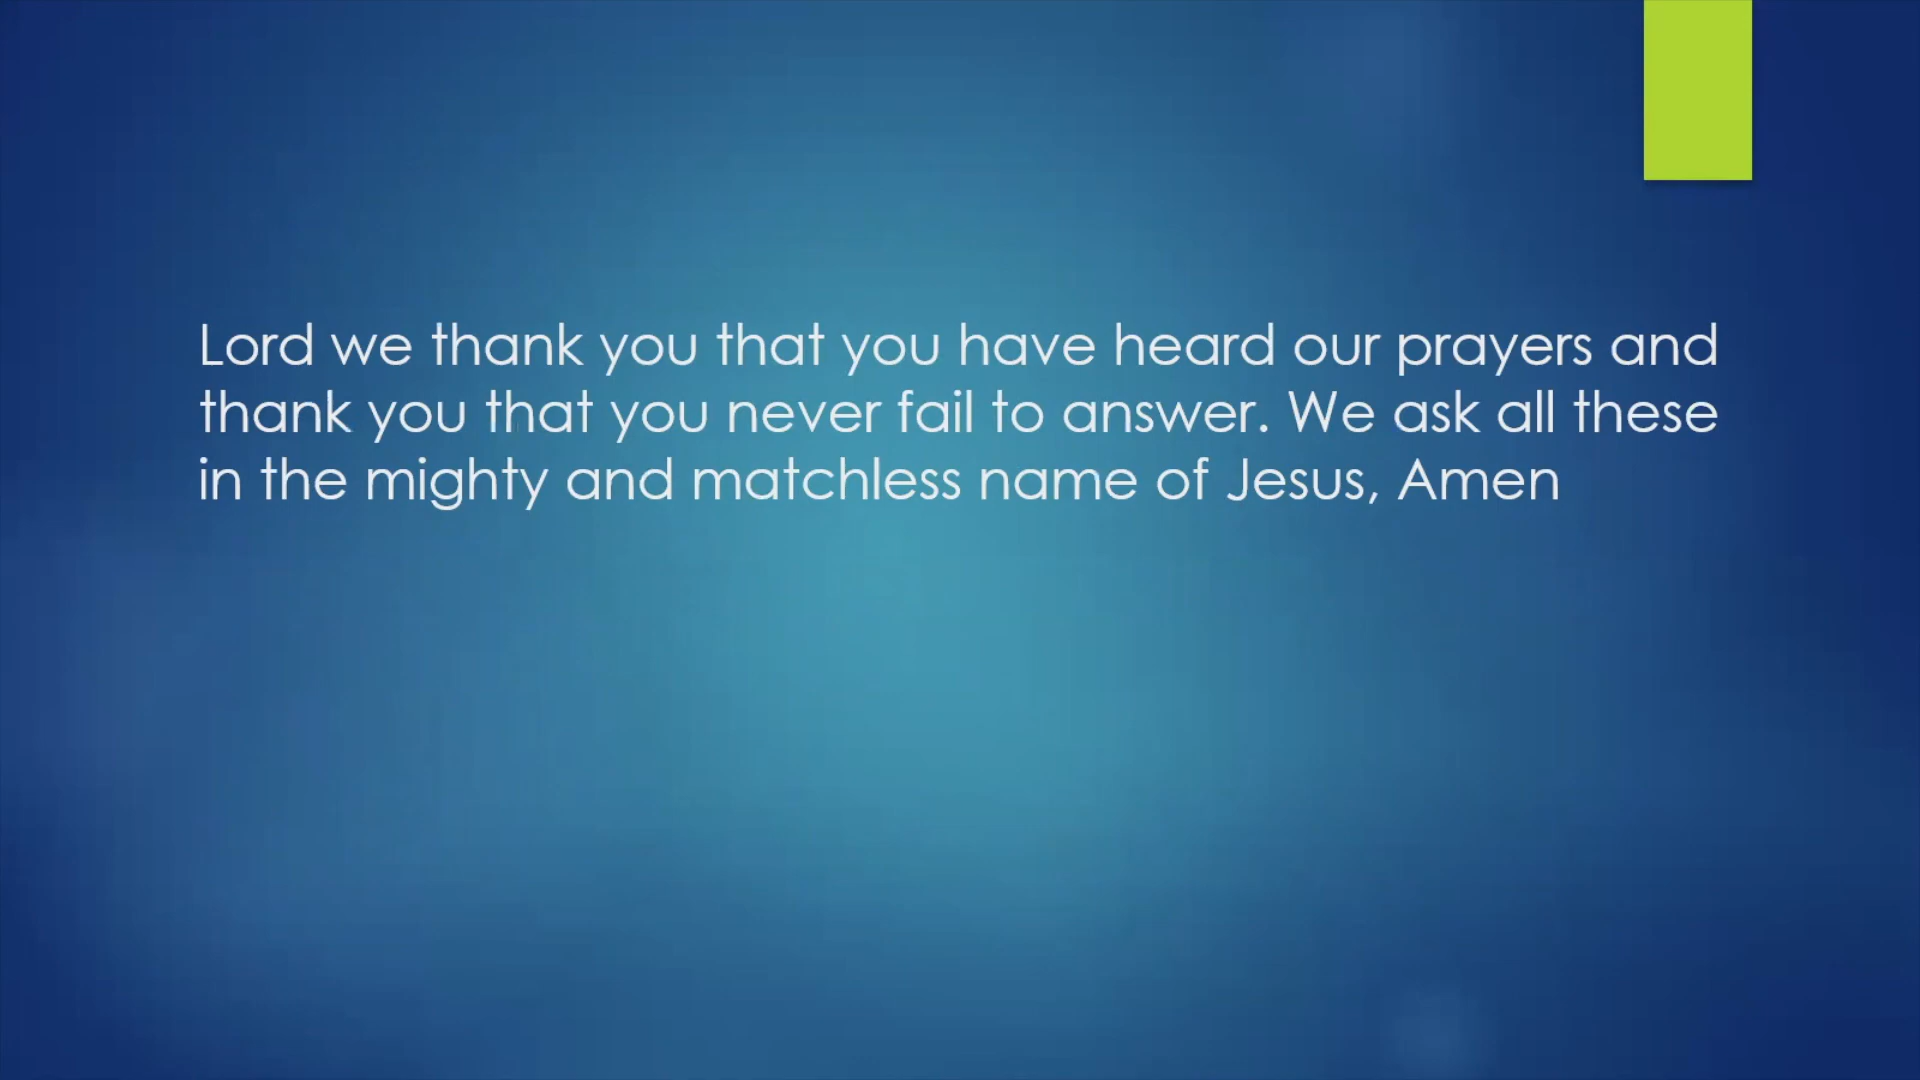 Lord we thank you that you have heard our prayers and
thank you that you never fail to answer. We ask all these
in the mighty and matchless name of Jesus, Amen